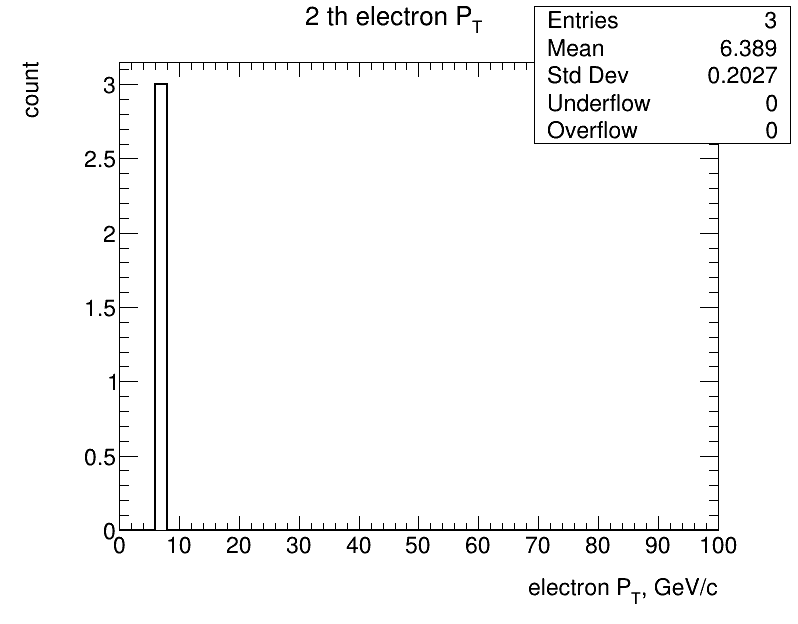 2 th electron P_T
Entries 3
Mean 6.389
Std Dev 0.2027
Underflow 0
Overflow 0
count
3
2.5
2
1.5
1
0.5
0
0 10 20 30 40 50 60 70 80 90 100
electron P_T, GeV/c